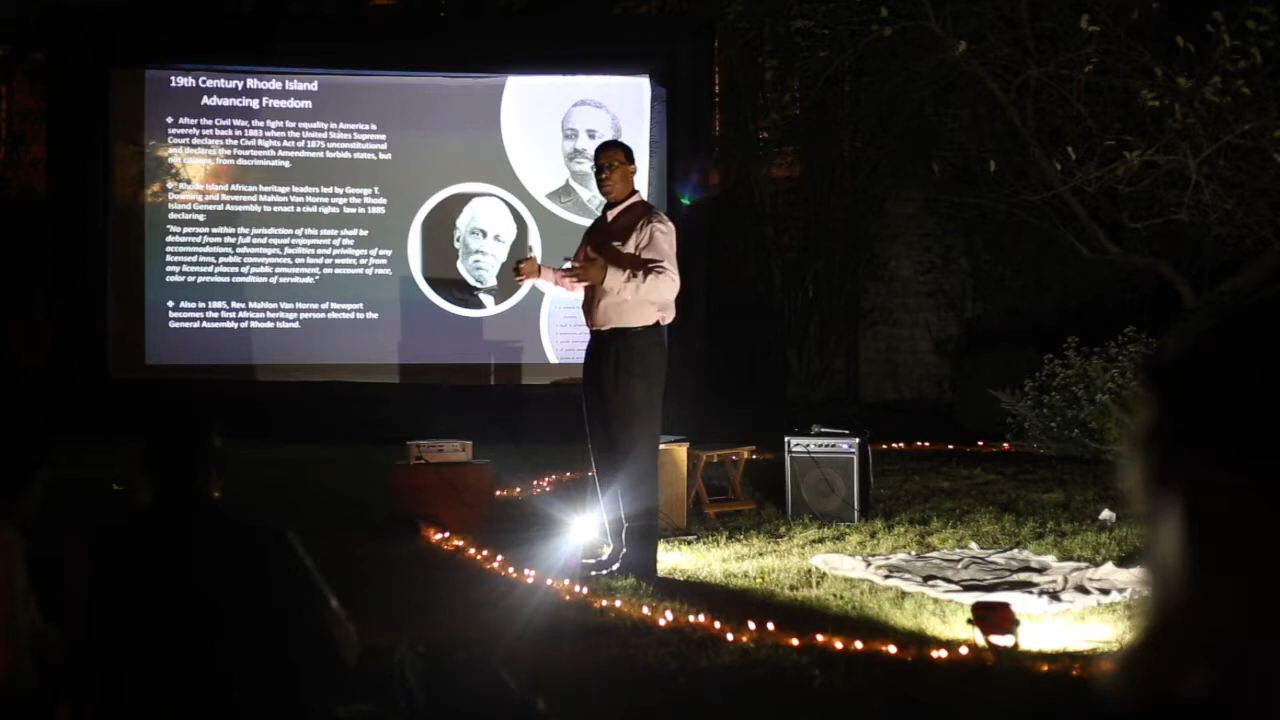 19th Century Rhode Island
Advancing Freedom
❖ After the Civil War, the fight for equality in America is
severely set back in 1883 when the United States Supreme
Court declares the Civil Rights Act of 1875 unconstitutional
and declares the Fourteenth Amendment forbids states, but
not citizens, from discriminating.
❖ Rhode Island African heritage leaders led by George T.
Downing and Reverend Mahlon Van Horne urge the Rhode
Island General Assembly to enact a civil rights law in 1885
declaring:
"No person within the jurisdiction of this state shall be
debarred from the full and equal enjoyment of the
accommodations, advantages, facilities and privileges of any
licensed inns, public conveyances, on land or water, or from
any licensed places of public amusement, on account of race,
color or previous condition of servitude."
❖ Also in 1885, Rev. Mahlon Van Horne of Newport
becomes the first African heritage person elected to the
General Assembly of Rhode Island.